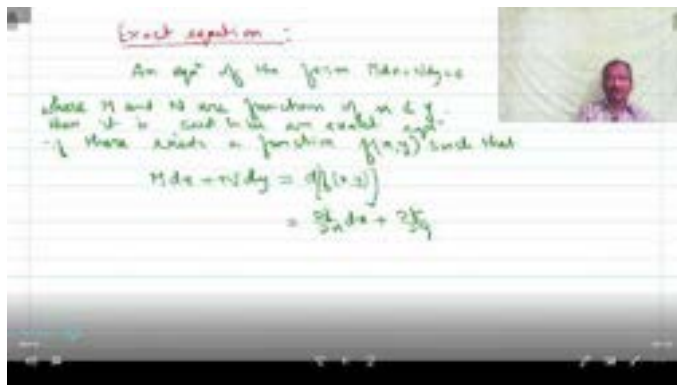 Exact equation :
An eqn of the form Mdx+Ndy=0
where M and N are functions of x & y.
then it is said to be an exact eqn
if there exists a function f(x,y) such that
Mdx + Ndy = d[f(x,y)]
= ∂f/∂x dx + ∂f/∂y